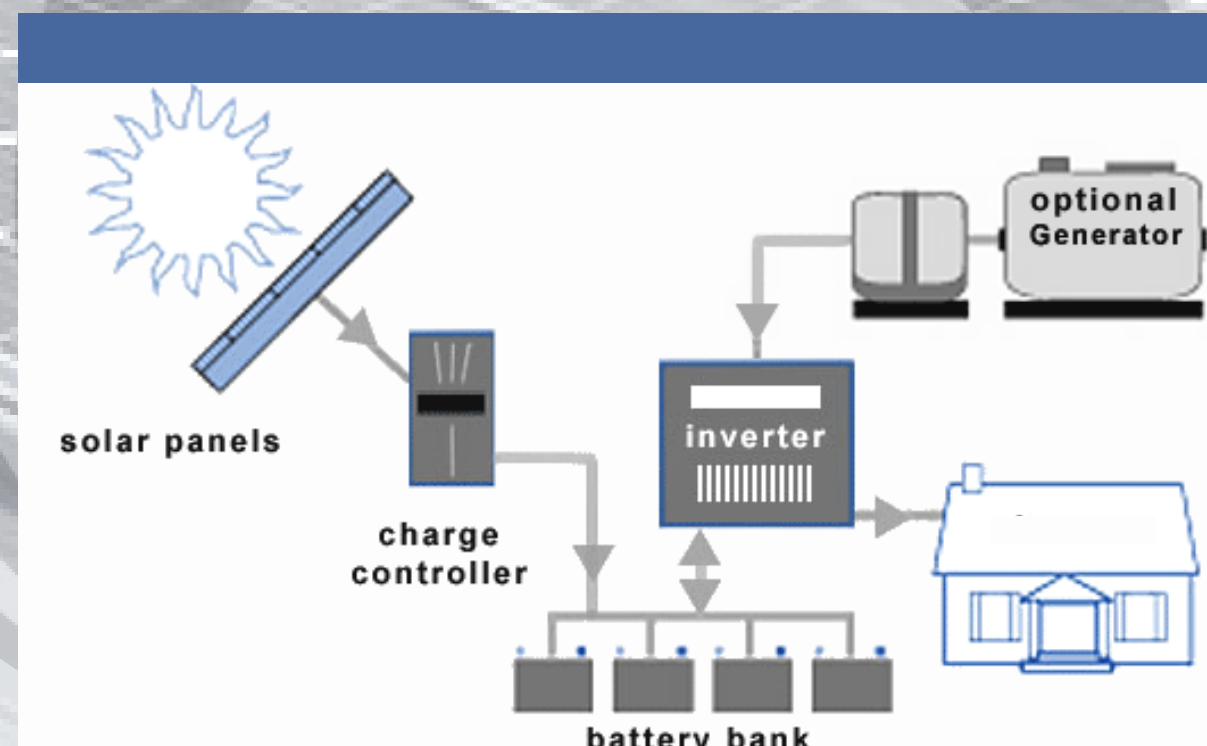 optional
Generator
solar panels
inverter
charge
controller
battery bank